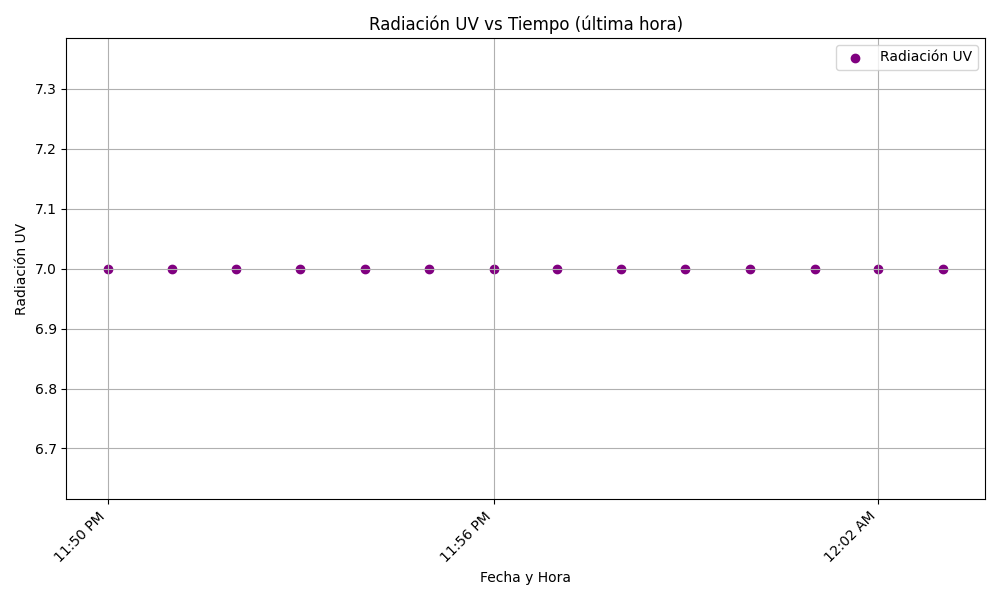 Radiación UV vs Tiempo (última hora)
Radiación UV
7.3
7.2
7.1
7.0
6.9
6.8
6.7
Radiación UV
11:50 PM
11:56 PM
12:02 AM
Fecha y Hora